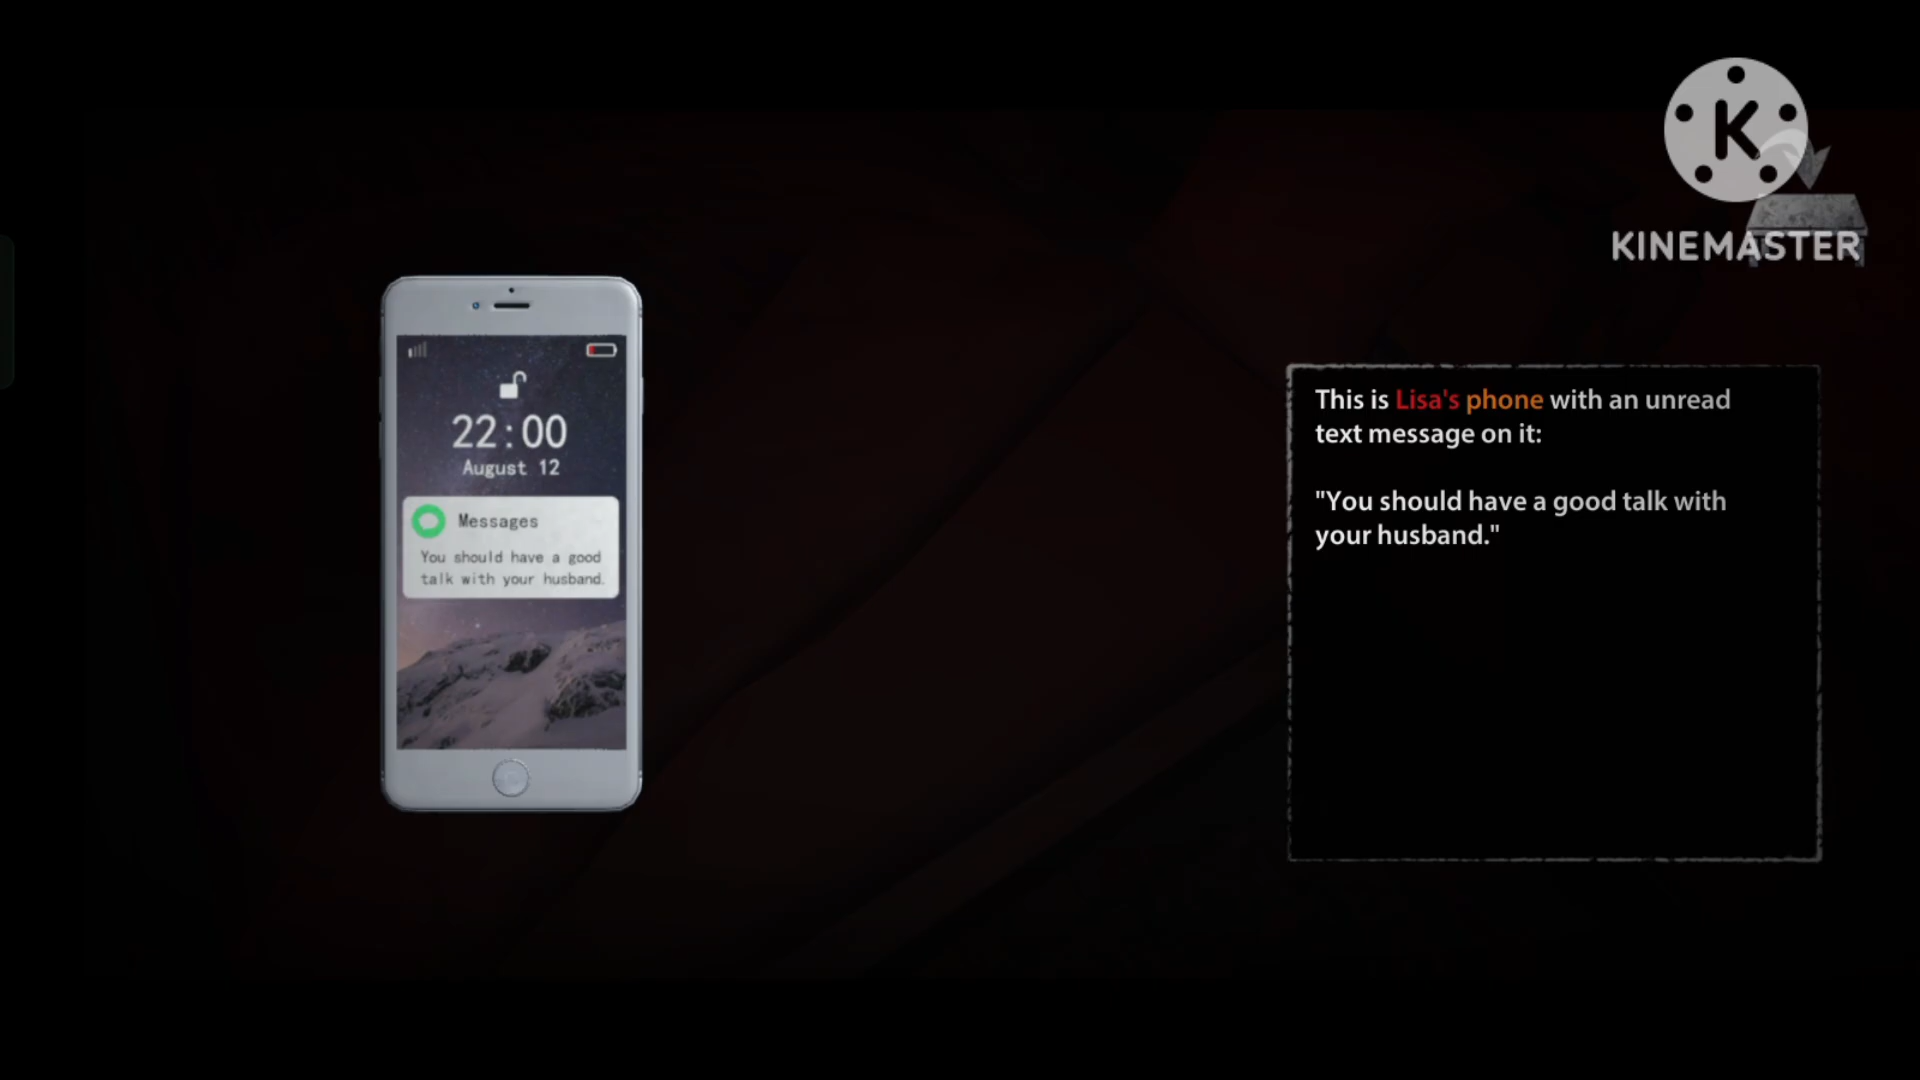 K
KINEMASTER
22:00
August 12
Messages
You should have a good
talk with your husband.
This is Lisa's phone with an unread
text message on it:
"You should have a good talk with
your husband."